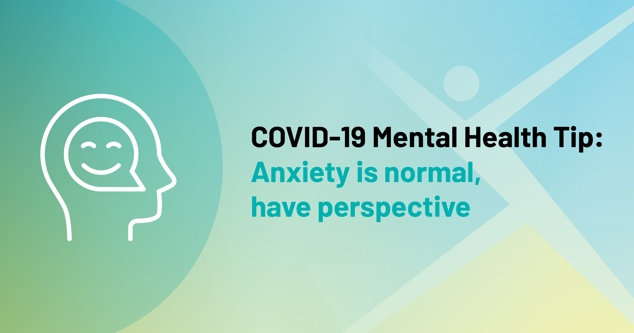 COVID-19 Mental Health Tip:
Anxiety is normal,
have perspective